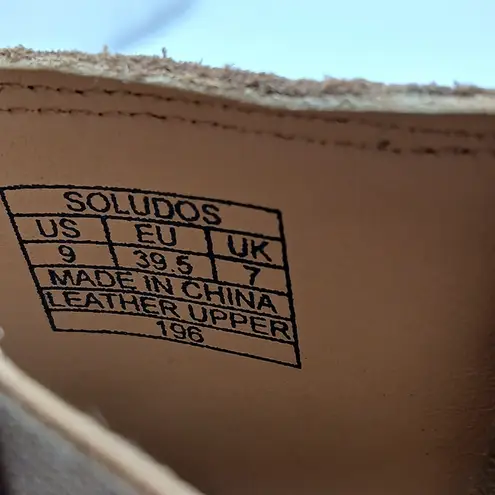 SOLUDOS
US EU UK
9 39.5 7
MADE IN CHINA
LEATHER UPPER
196